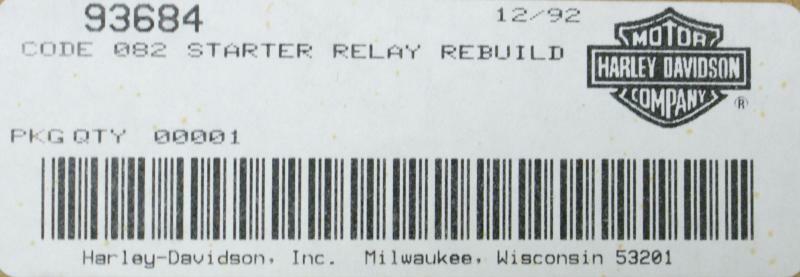 93684
12/92
CODE 082 STARTER RELAY REBUILD
MOTOR
HARLEY DAVIDSON
COMPANY
®
PKG QTY 00001
Harley-Davidson, Inc. Milwaukee, Wisconsin 53201